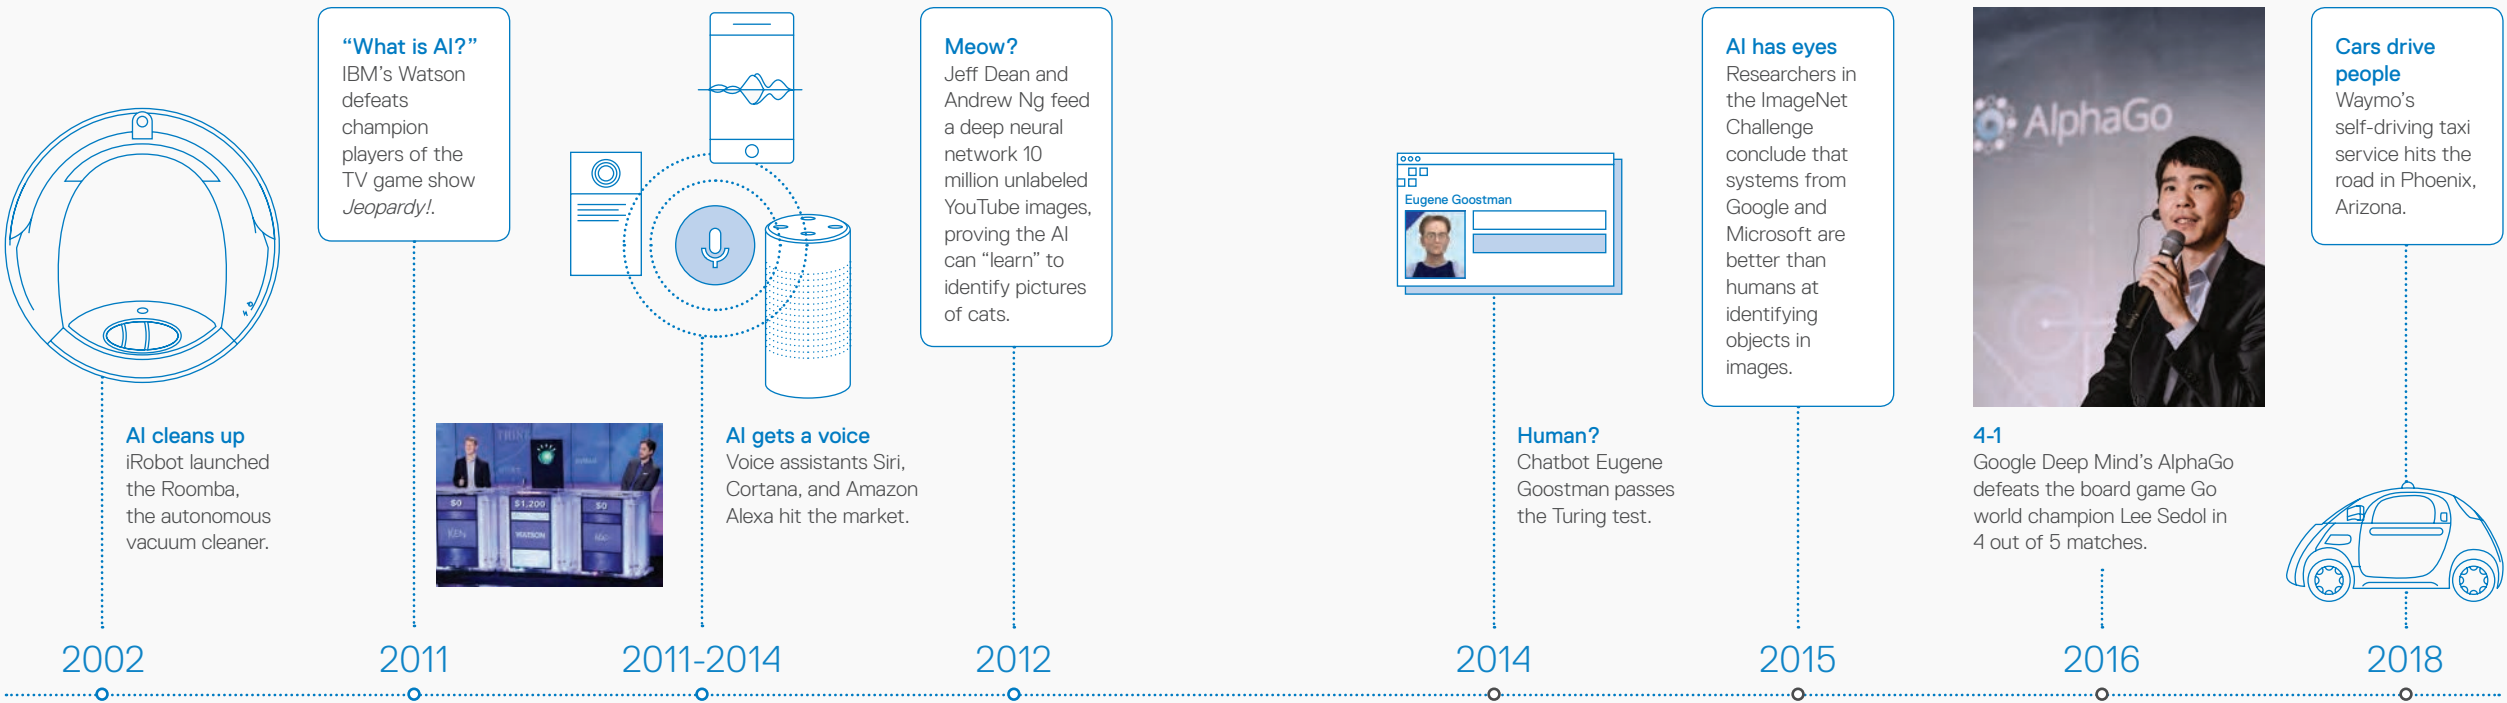 “What is AI?”
IBM’s Watson
defeats
champion
players of the
TV game show
Jeopardy!.
Meow?
Jeff Dean and
Andrew Ng feed
a deep neural
network 10
million unlabeled
YouTube images,
proving the AI
can “learn” to
identify pictures
of cats.
AI has eyes
Researchers in
the ImageNet
Challenge
conclude that
systems from
Google and
Microsoft are
better than
humans at
identifying
objects in
images.
AlphaGo
Cars drive
people
Waymo’s
self-driving taxi
service hits the
road in Phoenix,
Arizona.
Eugene Goostman
AI cleans up
iRobot launched
the Roomba,
the autonomous
vacuum cleaner.
THINK
$0
$1,200
$0
KEN
WATSON
AI gets a voice
Voice assistants Siri,
Cortana, and Amazon
Alexa hit the market.
Human?
Chatbot Eugene
Goostman passes
the Turing test.
4-1
Google Deep Mind’s AlphaGo
defeats the board game Go
world champion Lee Sedol in
4 out of 5 matches.
2002
2011
2011-2014
2012
2014
2015
2016
2018